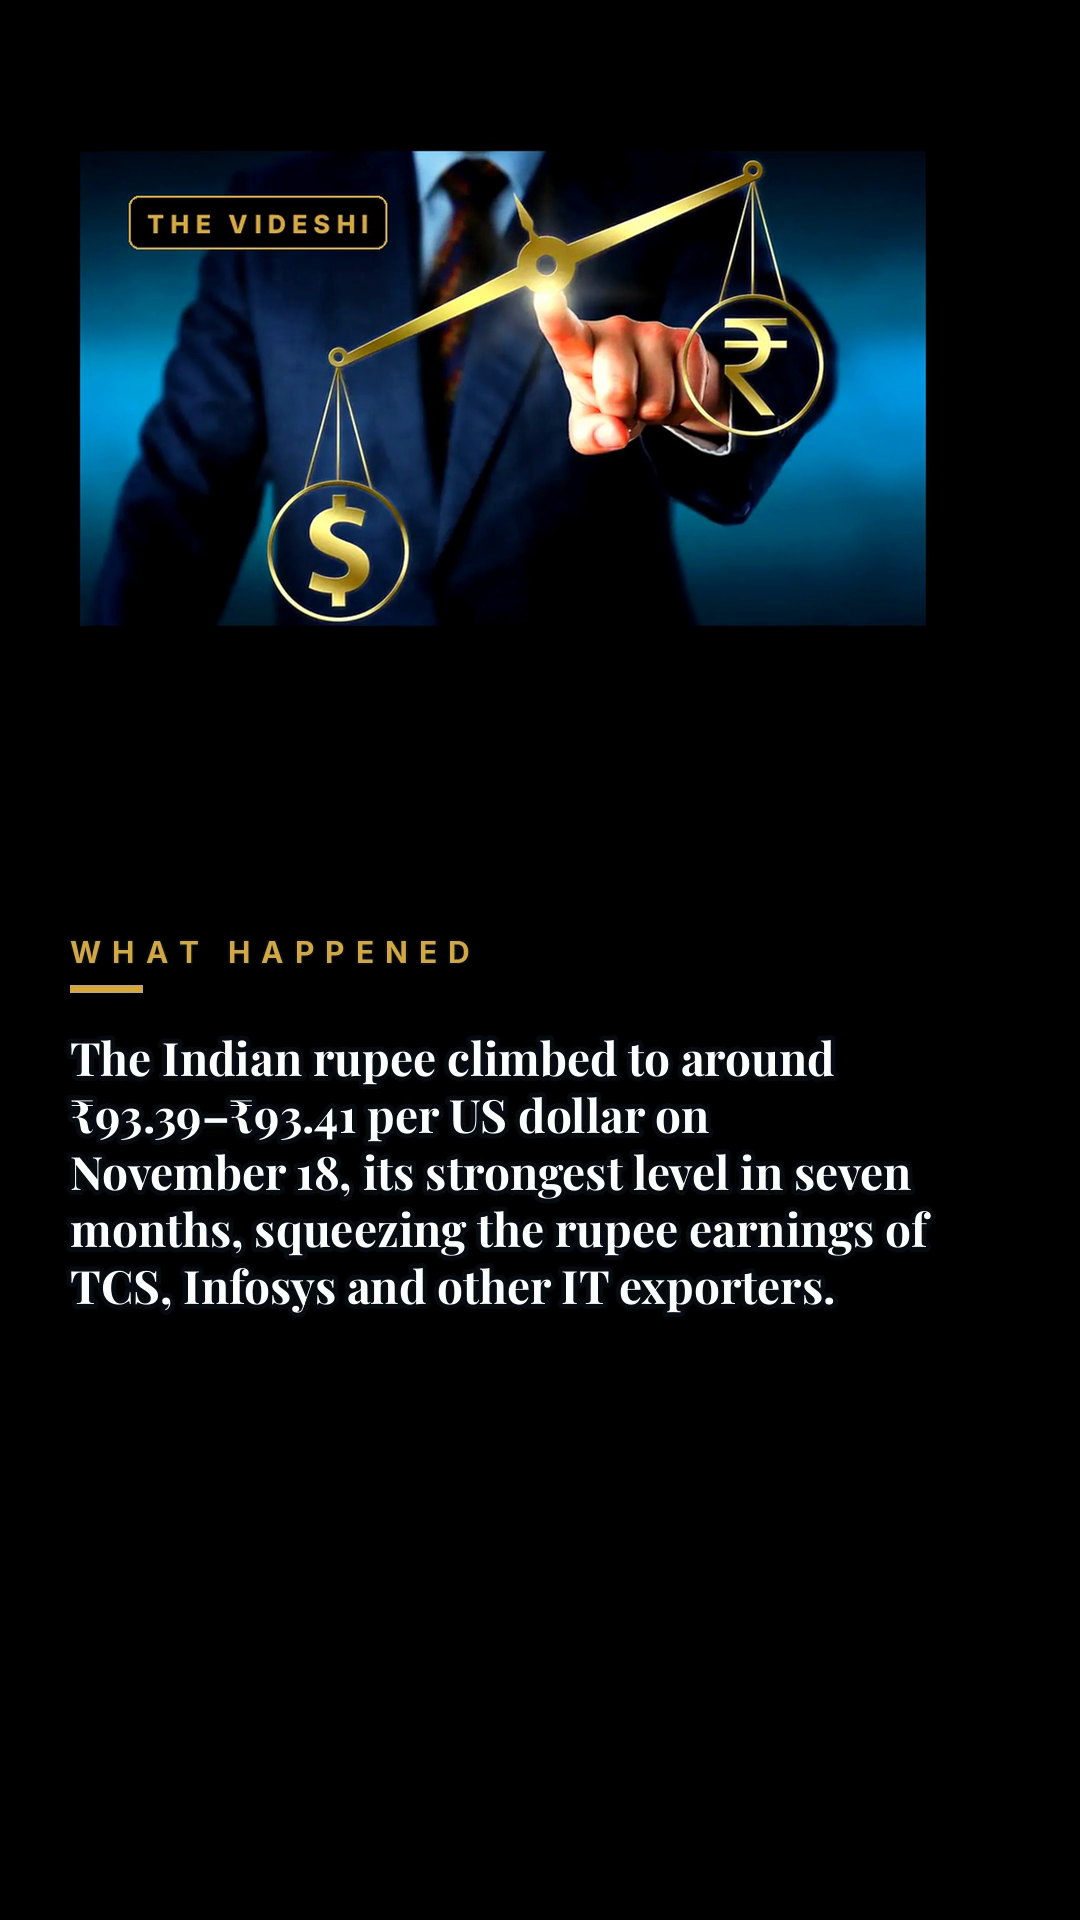 THE VIDESHI
$
₹
WHAT HAPPENED
The Indian rupee climbed to around
₹93.39–₹93.41 per US dollar on
November 18, its strongest level in seven
months, squeezing the rupee earnings of
TCS, Infosys and other IT exporters.